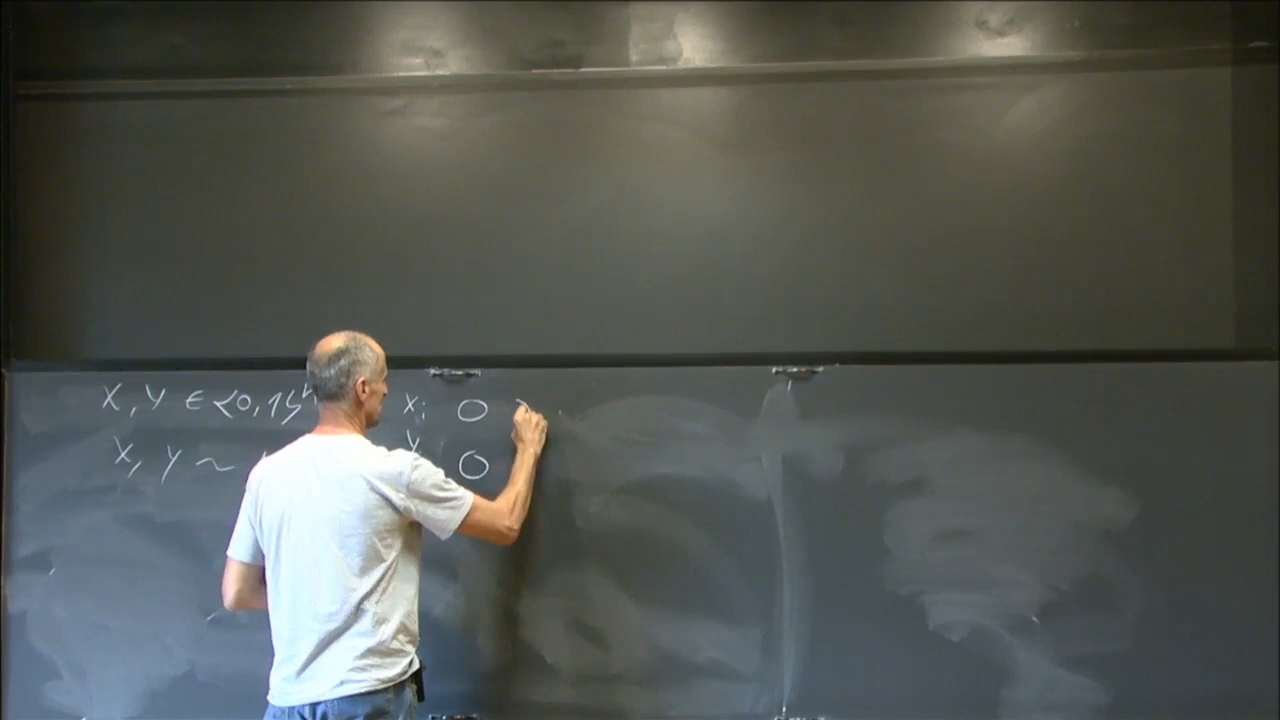 X, Y ∈ {0,1}ⁿ Xᵢ 0
X, Y ~ Y 0